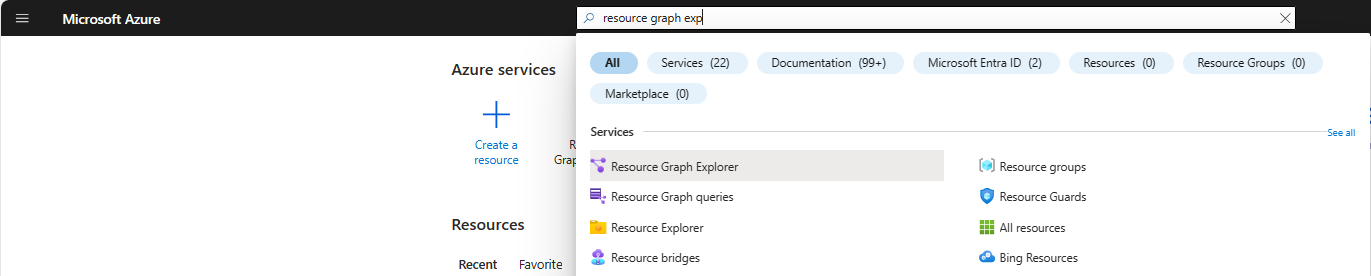 Microsoft Azure
resource graph exp
All
Services (22)
Documentation (99+)
Microsoft Entra ID (2)
Resources (0)
Resource Groups (0)
Marketplace (0)
Azure services
Create a
resource
R
Grap
Services
See all
Resource Graph Explorer
Resource groups
Resource Graph queries
Resource Guards
Resource Explorer
All resources
Resource bridges
Bing Resources
Resources
Recent
Favorite